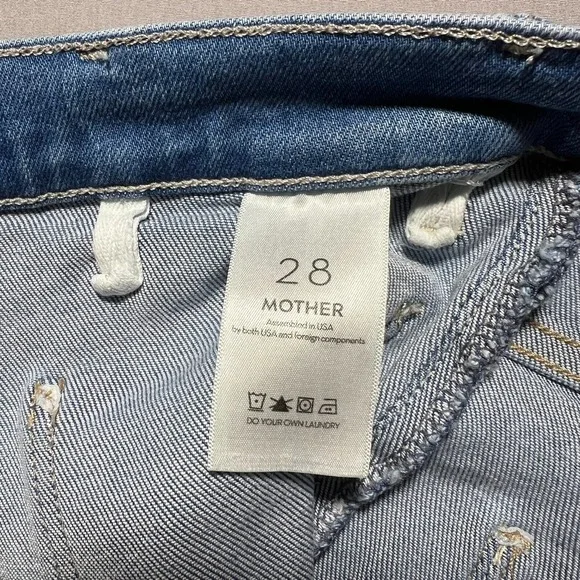 28
MOTHER
Assembled in USA
by both USA and foreign components
DO YOUR OWN LAUNDRY